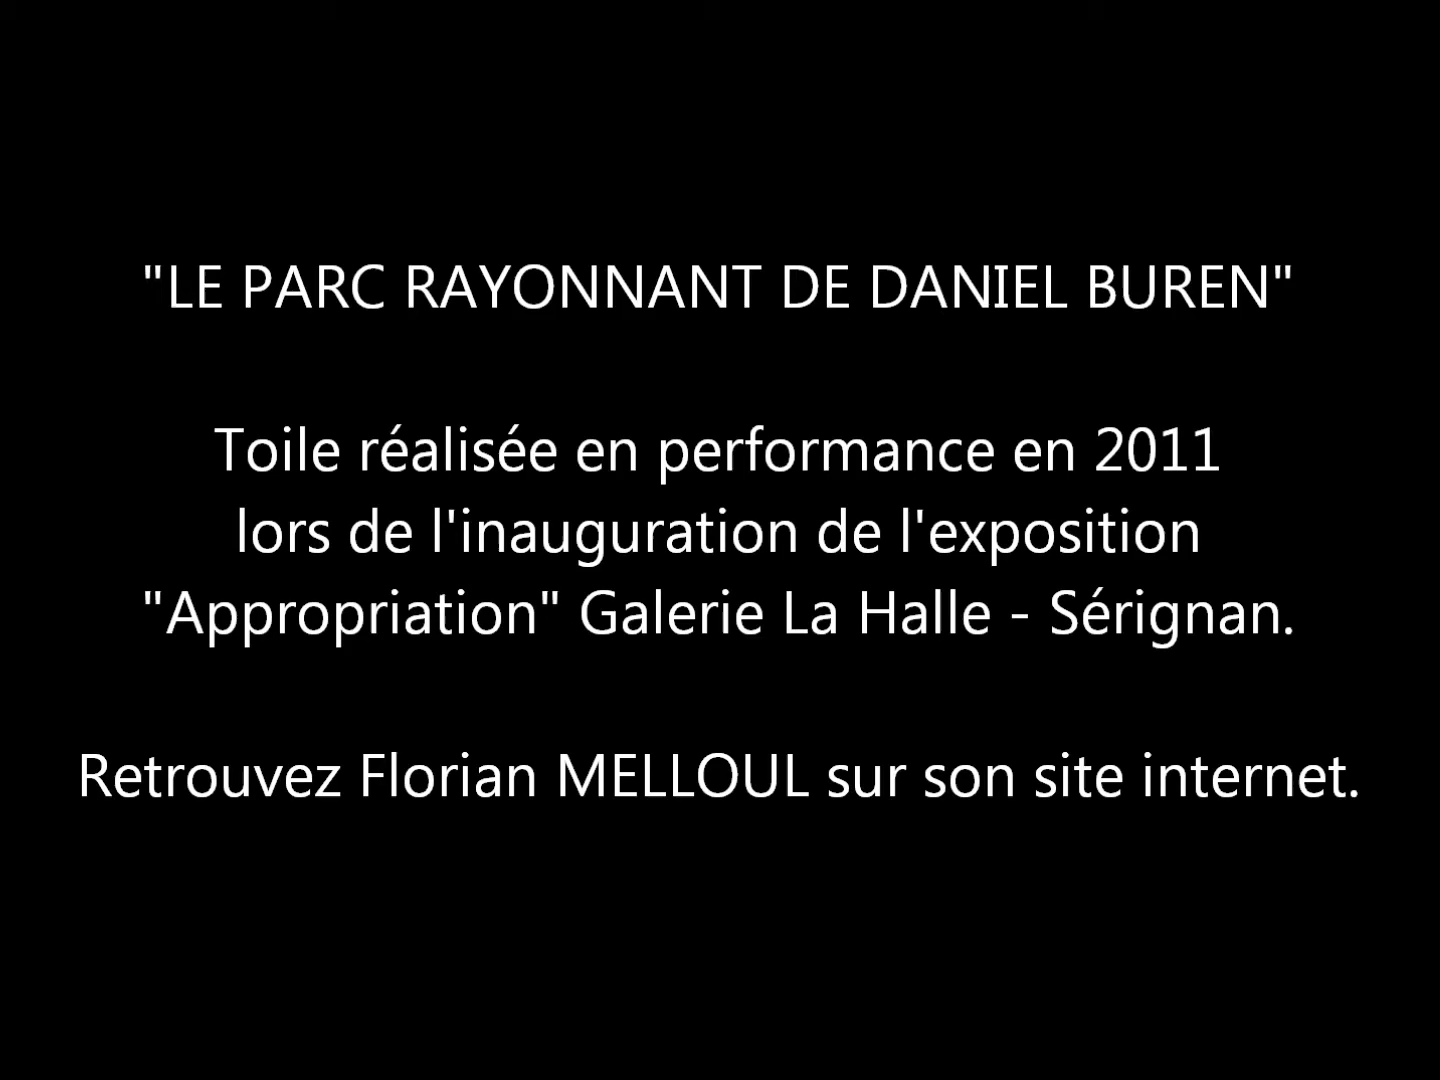 "LE PARC RAYONNANT DE DANIEL BUREN"
Toile réalisée en performance en 2011
lors de l'inauguration de l'exposition
"Appropriation" Galerie La Halle - Sérignan.
Retrouvez Florian MELLOUL sur son site internet.